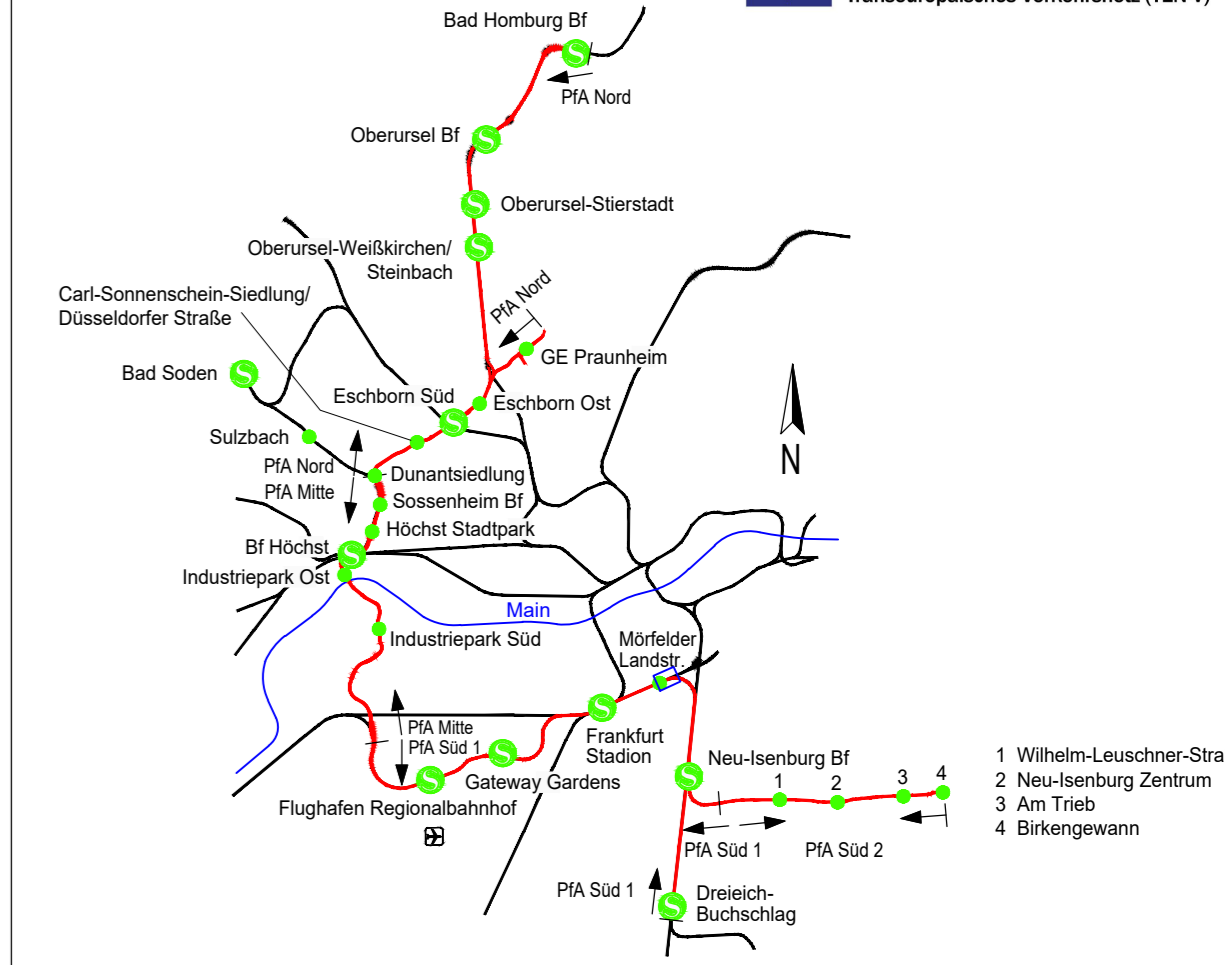 Transeuropäisches Verkehrsnetz (TEN-V)
Bad Homburg Bf
PfA Nord
Oberursel Bf
Oberursel-Stierstadt
Oberursel-Weißkirchen/
Steinbach
Carl-Sonnenschein-Siedlung/
Düsseldorfer Straße
PfA Nord
GE Praunheim
Bad Soden
Eschborn Süd
Eschborn Ost
Sulzbach
PfA Nord
PfA Mitte
Dunantsiedlung
Sossenheim Bf
Höchst Stadtpark
Bf Höchst
Industriepark Ost
N
Main
Industriepark Süd
Mörfelder
Landstr.
PfA Mitte
PfA Süd 1
Frankfurt
Stadion
Gateway Gardens
Flughafen Regionalbahnhof
Neu-Isenburg Bf
1
2
3
4
1 Wilhelm-Leuschner-Stra
2 Neu-Isenburg Zentrum
3 Am Trieb
4 Birkengewann
PfA Süd 1
PfA Süd 2
PfA Süd 1
Dreieich-
Buchschlag
S
S
S
S
S
S
S
S
S
S
S
S